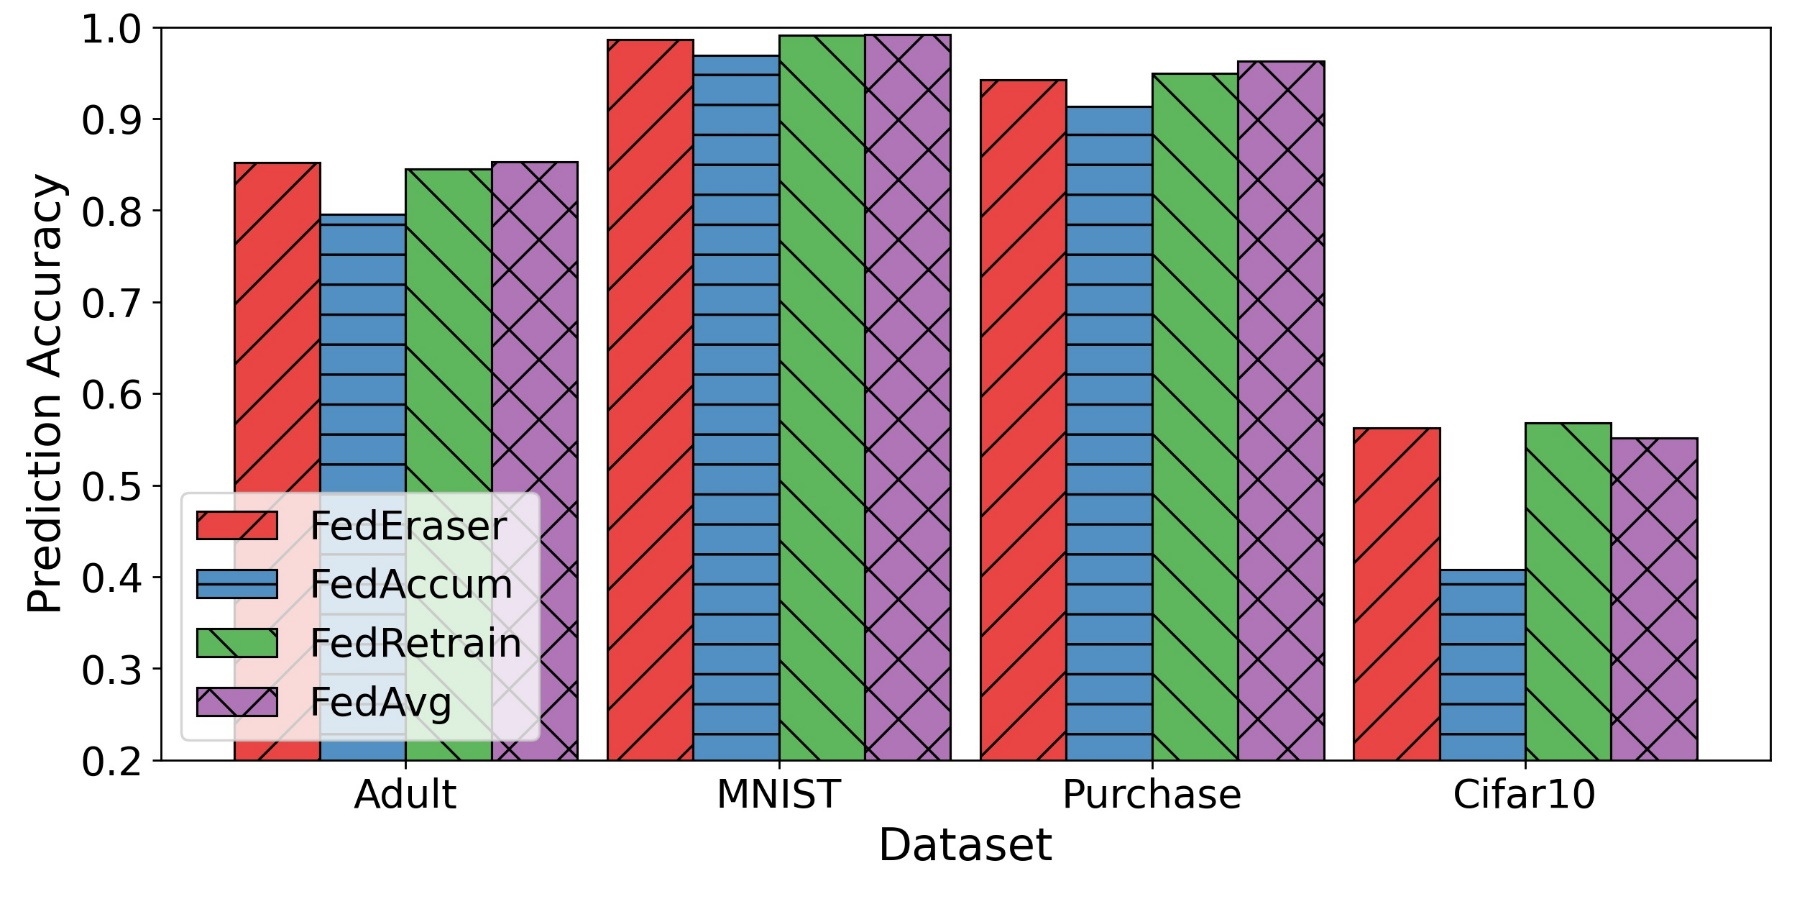 1.0
0.9
0.8
0.7
0.6
0.5
0.4
0.3
0.2
Prediction Accuracy
FedEraser
FedAccum
FedRetrain
FedAvg
Adult MNIST Purchase Cifar10
Dataset